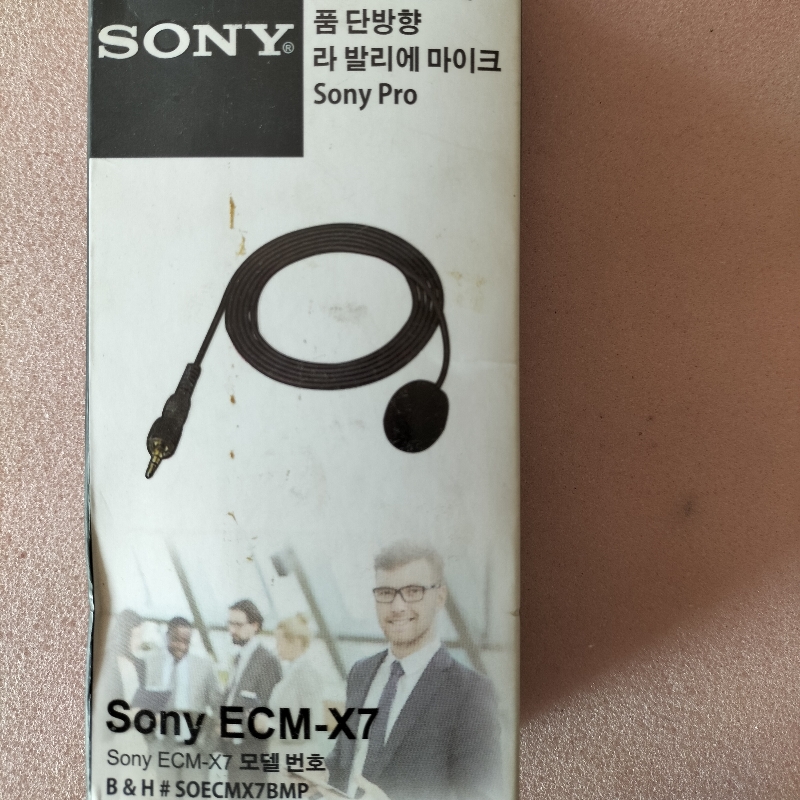 SONY®
품 단방향
라 발리에 마이크
Sony Pro
Sony ECM-X7
Sony ECM-X7 모델 번호
B & H # SOECMX7BMP